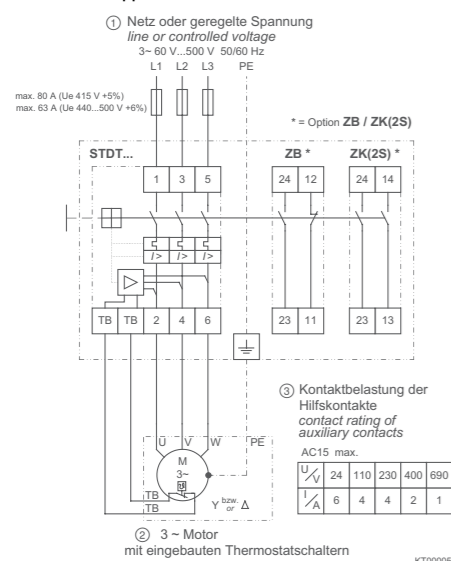 ① Netz oder geregelte Spannung
line or controlled voltage
3~ 60 V...500 V 50/60 Hz
L1 L2 L3 PE
max. 80 A (Ue 415 V +5%)
max. 63 A (Ue 440...500 V +6%)
* = Option ZB / ZK(2S)
STDT... ZB * ZK(2S) *
1 3 5 24 12 24 14
I > I > I >
TB TB 2 4 6 23 11 23 13
③ Kontaktbelastung der
Hilfskontakte
contact rating of
auxiliary contacts
AC15 max.
U/V 24 110 230 400 690
I/A 6 4 4 2 1
U V W PE
M
3~
TB
TB
Y bzw. or Δ
② 3 ~ Motor
mit eingebauten Thermostatschaltern